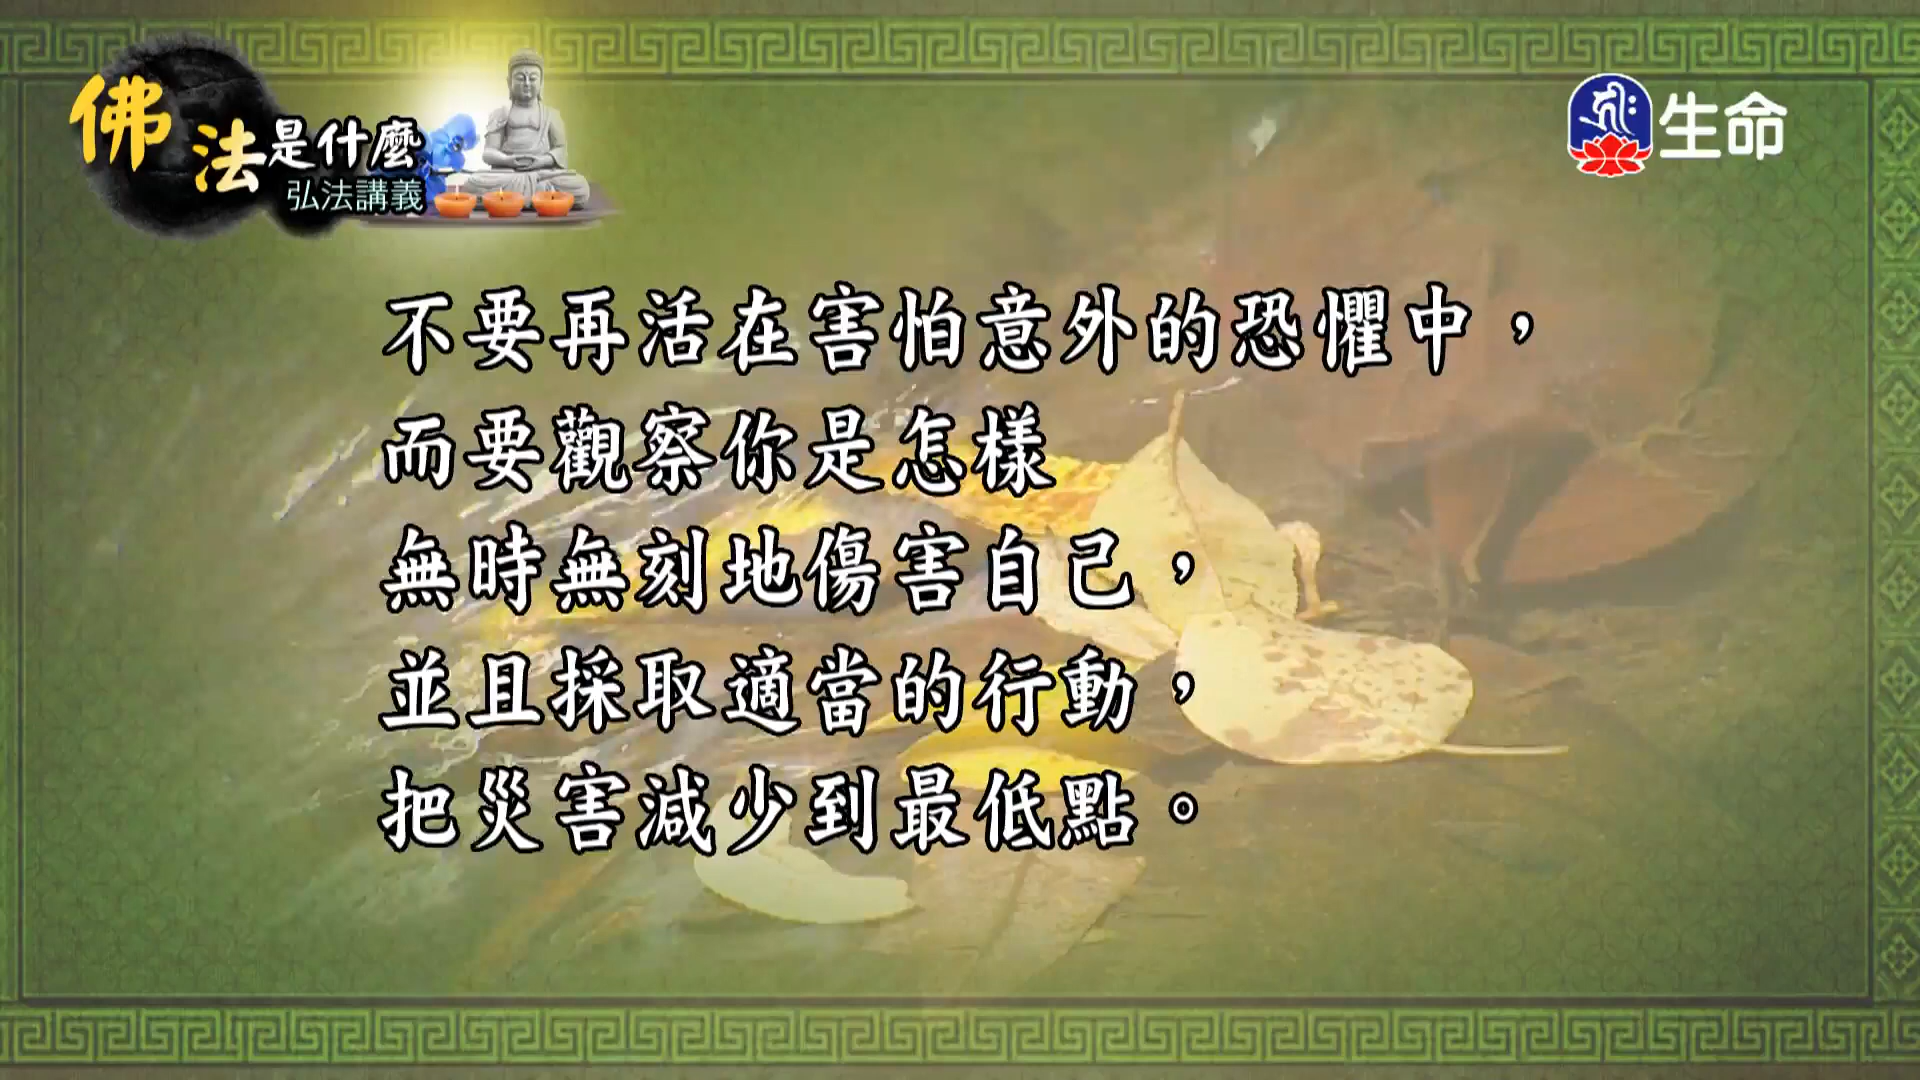 佛法是什麼
弘法講義
生命
不要再活在害怕意外的恐懼中，
而要觀察你是怎樣
無時無刻地傷害自己，
並且採取適當的行動，
把災害減少到最低點。